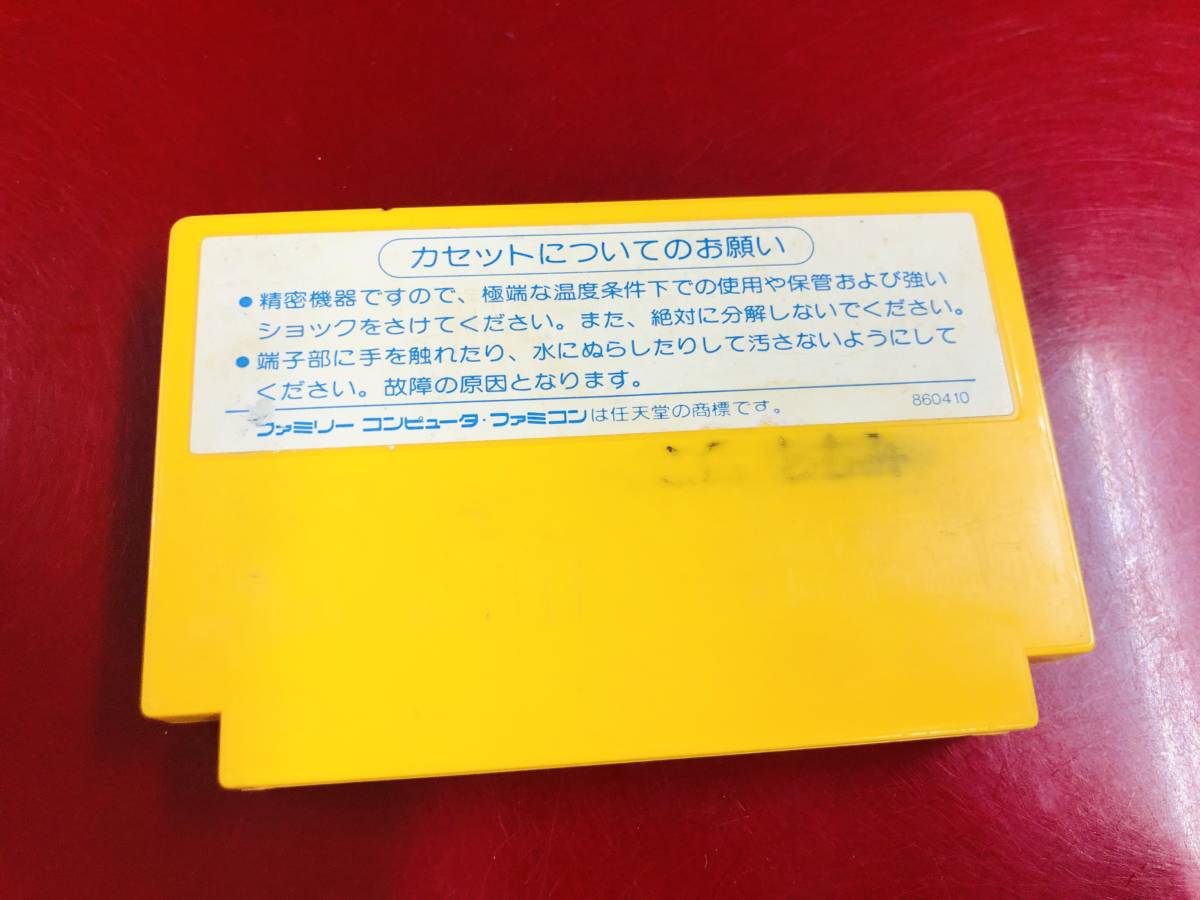 カセットについてのお願い
●精密機器ですので、極端な温度条件下での使用や保管および強い
ショックをさけてください。また、絶対に分解しないでください。
●端子部に手を触れたり、水にぬらしたりして汚さないようにして
ください。故障の原因となります。
ファミリー コンピュータ・ファミコンは任天堂の商標です。 860410